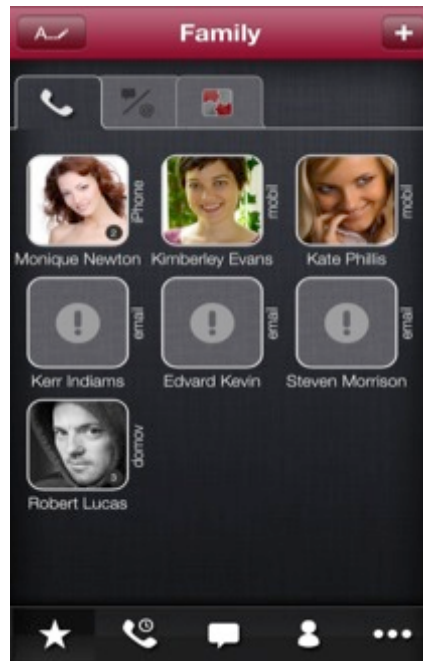 A
Family
+
iPhone
2
mobil
mobil
Monique Newton
Kimberley Evans
Kate Phillis
email
email
email
Kerr Indiams
Edvard Kevin
Steven Morrison
domov
3
Robert Lucas